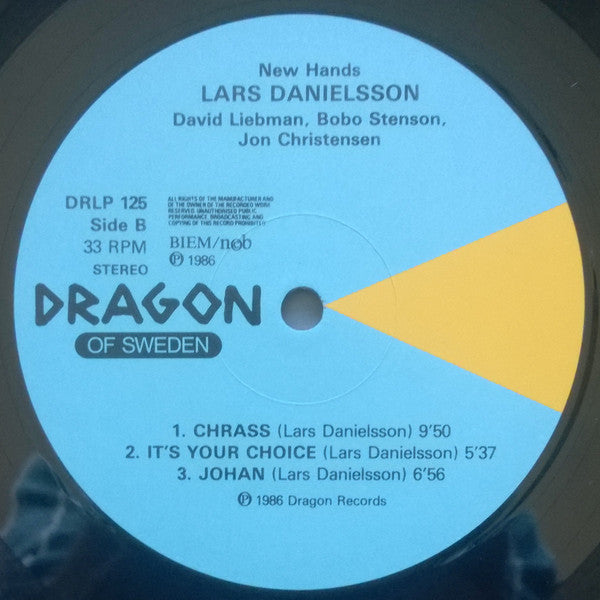 New Hands
LARS DANIELSSON
David Liebman, Bobo Stenson,
Jon Christensen
DRLP 125
Side B
33 RPM
STEREO
ALL RIGHTS OF THE MANUFACTURER AND
OF THE OWNER OF THE RECORDED WORK
RESERVED. UNAUTHORISED PUBLIC
PERFORMANCE, BROADCASTING AND
COPYING OF THIS RECORD PROHIBITED
BIEM/ncb
℗ 1986
DRAGON
OF SWEDEN
1. CHRASS (Lars Danielsson) 9'50
2. IT'S YOUR CHOICE (Lars Danielsson) 5'37
3. JOHAN (Lars Danielsson) 6'56
℗ 1986 Dragon Records